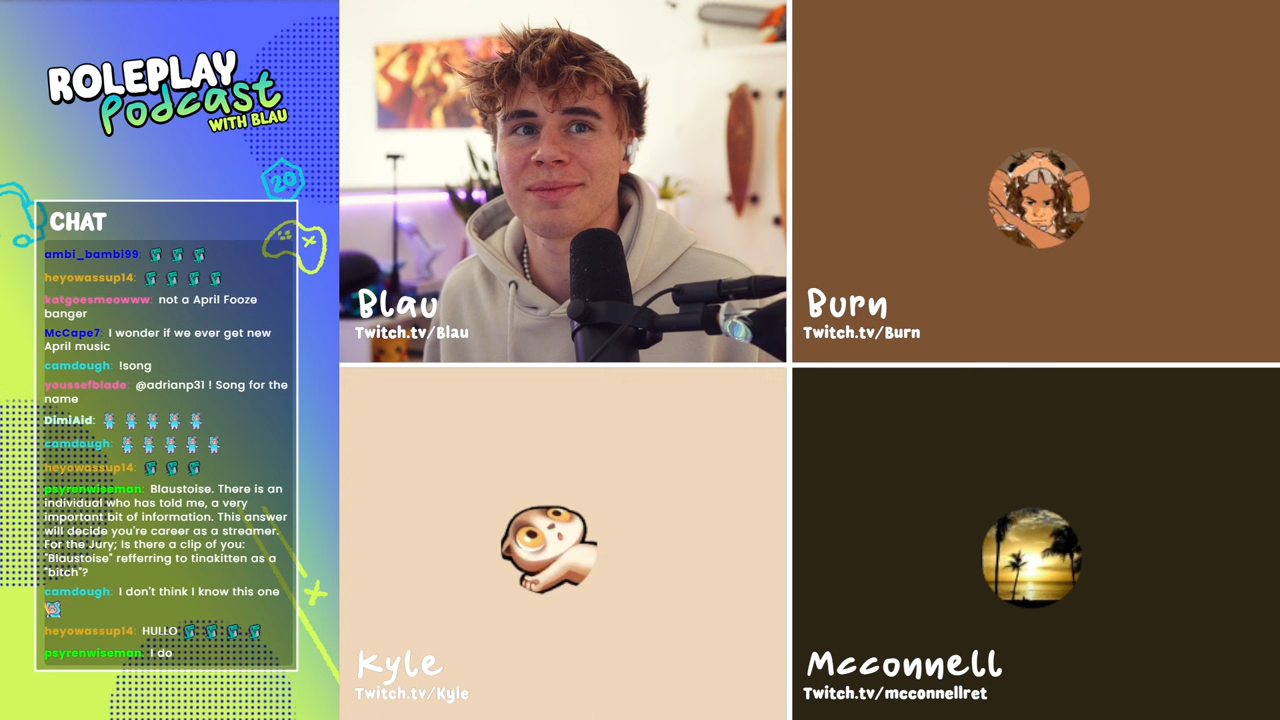 ROLEPLAY
Podcast
WITH BLAU
20
CHAT
ambi_bambi99:
heyowassup14:
katgoesmeowww: not a April Fooze
banger
McCape7: I wonder if we ever get new
April music
camdough: !song
youssefblade: @adrianp31 ! Song for the
name
DimiAid:
camdough:
heyowassup14:
psyrenwiseman: Blaustoise. There is an
individual who has told me, a very
important bit of information. This answer
will decide you're career as a streamer.
For the Jury; Is there a clip of you:
"Blaustoise" refferring to tinakitten as a
"bitch"?
camdough: I don't think I know this one
heyowassup14: HULLO
psyrenwiseman: I do
Blau
Twitch.tv/Blau
Burn
Twitch.tv/Burn
Kyle
Twitch.tv/Kyle
Mcconnell
Twitch.tv/mcconnellret